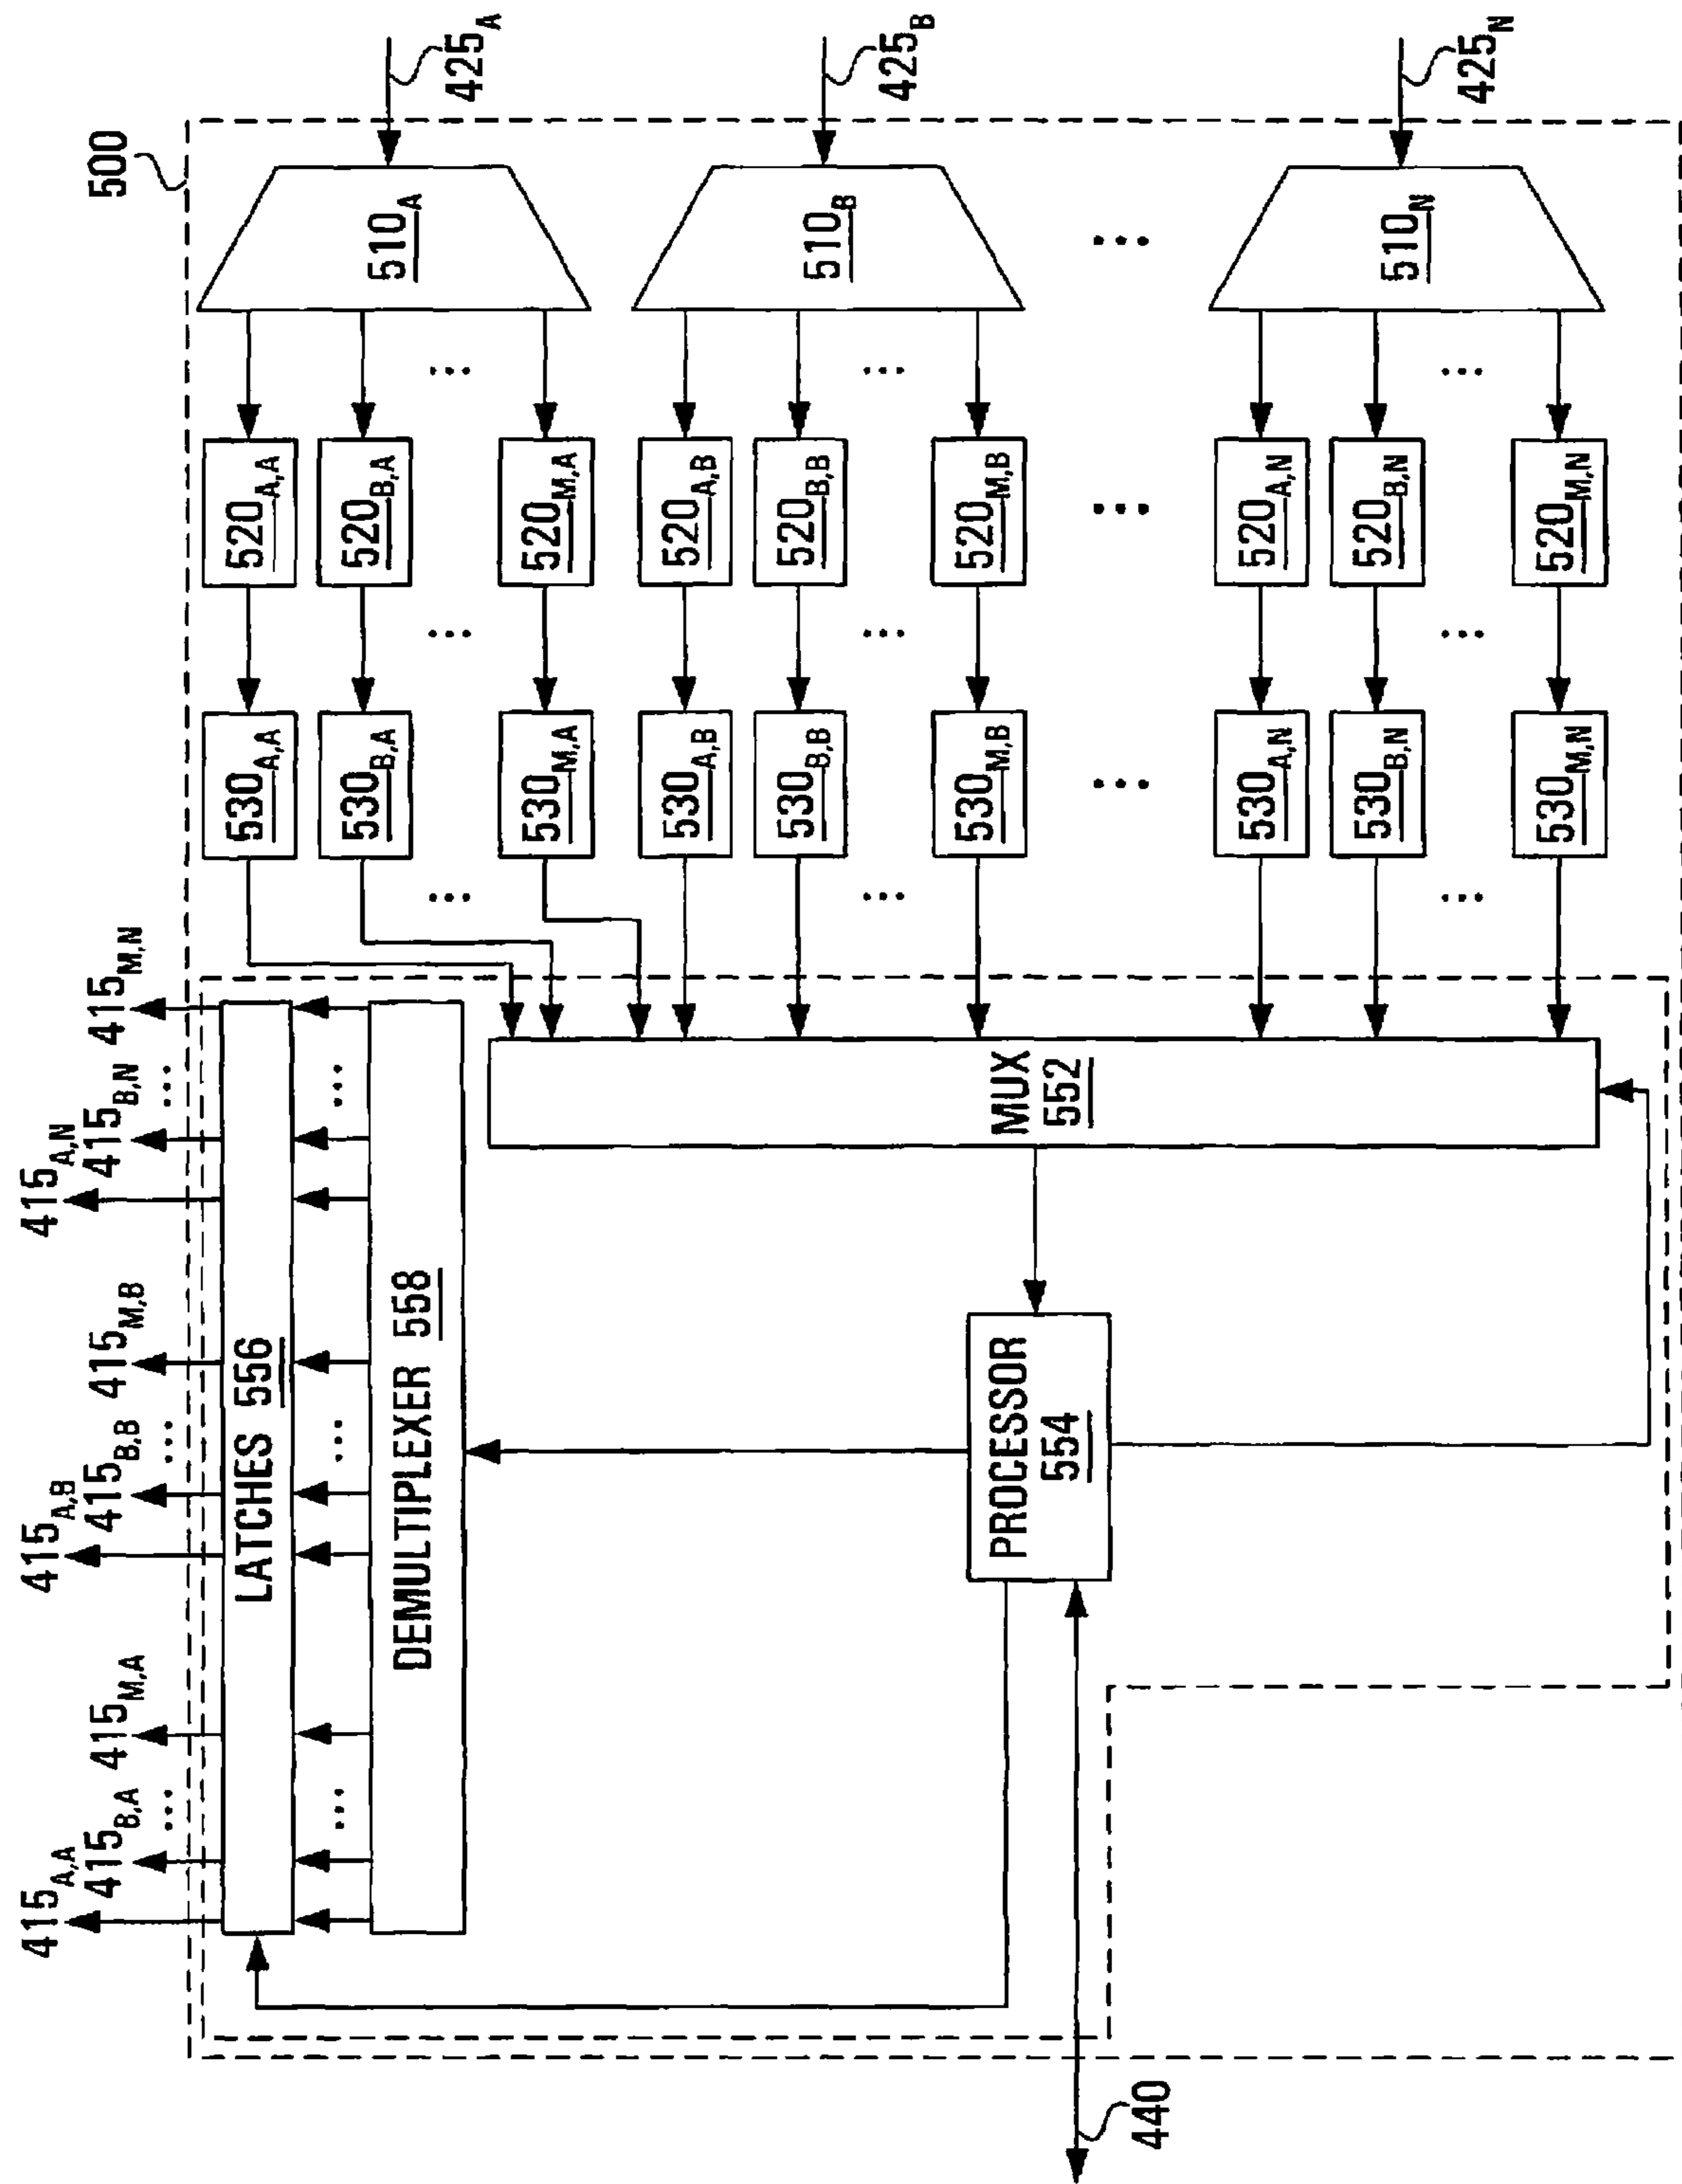 500
425A
425B
425N
510A
510B
...
510N
...
...
...
520A,A
520B,A
520M,A
520A,B
520B,B
520M,B
...
520A,N
520B,N
520M,N
...
...
...
530A,A
530B,A
530M,A
530A,B
530B,B
530M,B
...
530A,N
530B,N
530M,N
...
...
...
415A,A
415B,A
...
415M,A
415A,B
415B,B
...
415M,B
415A,N
415B,N
...
415M,N
LATCHES 556
...
...
...
DEMULTIPLEXER 558
MUX
552
PROCESSOR
554
440